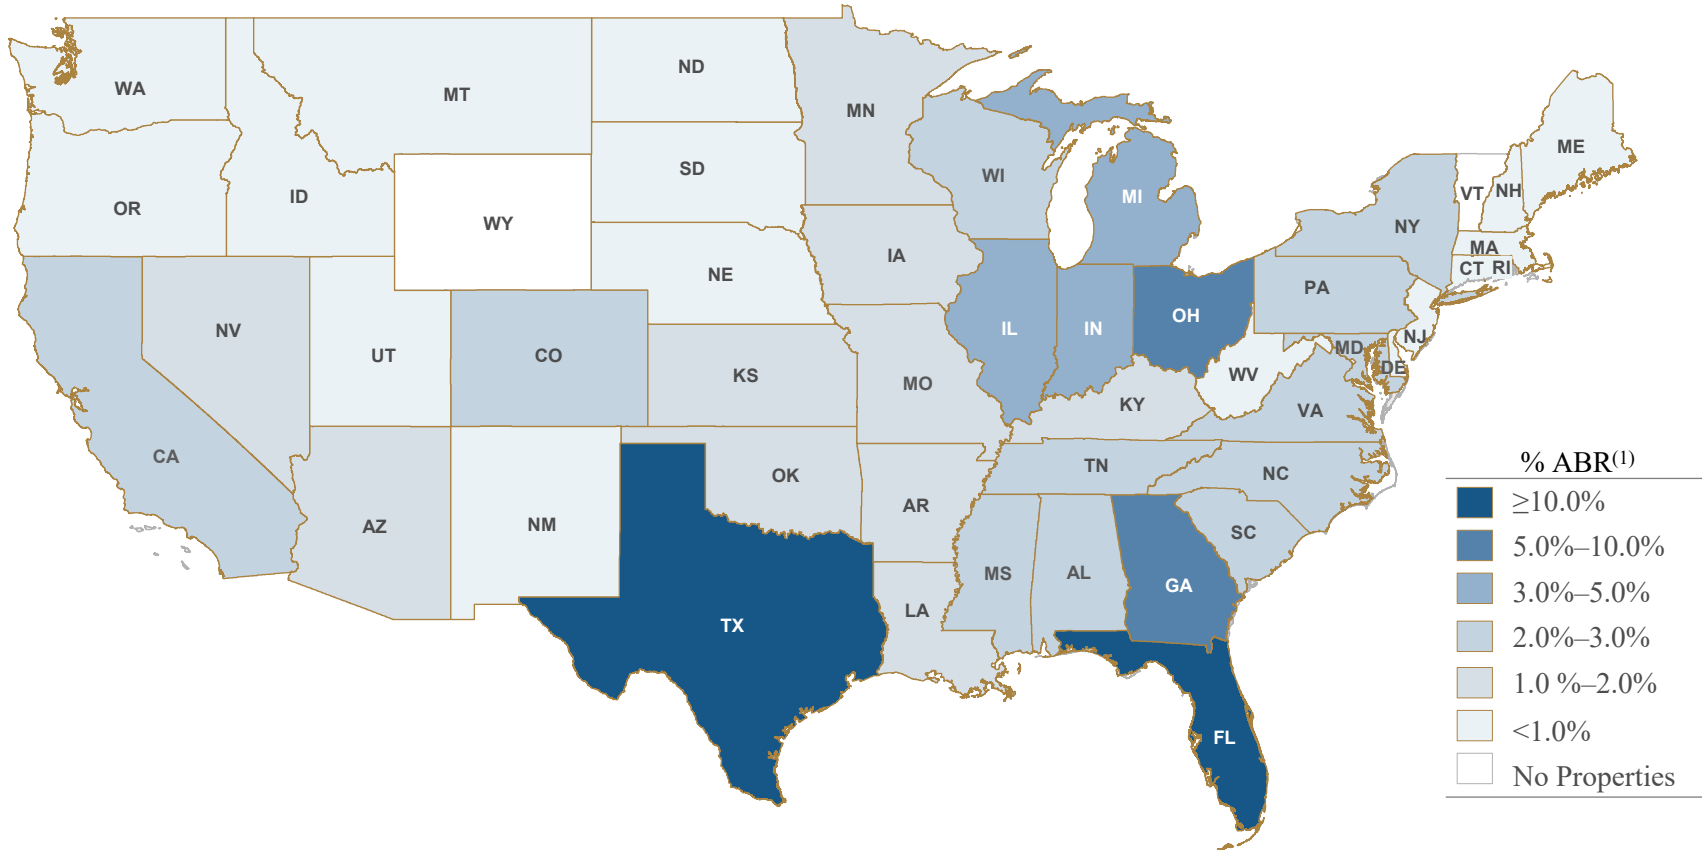 WA
MT
ND
MN
OR
ID
WY
SD
WI
MI
NY
VT
NH
ME
MA
CT RI
NV
UT
CO
NE
IA
IL
IN
OH
PA
NJ
MD
DE
CA
AZ
NM
KS
MO
KY
WV
VA
OK
AR
TN
NC
SC
TX
LA
MS
AL
GA
FL
% ABR(1)
≥10.0%
5.0%–10.0%
3.0%–5.0%
2.0%–3.0%
1.0 %–2.0%
<1.0%
No Properties